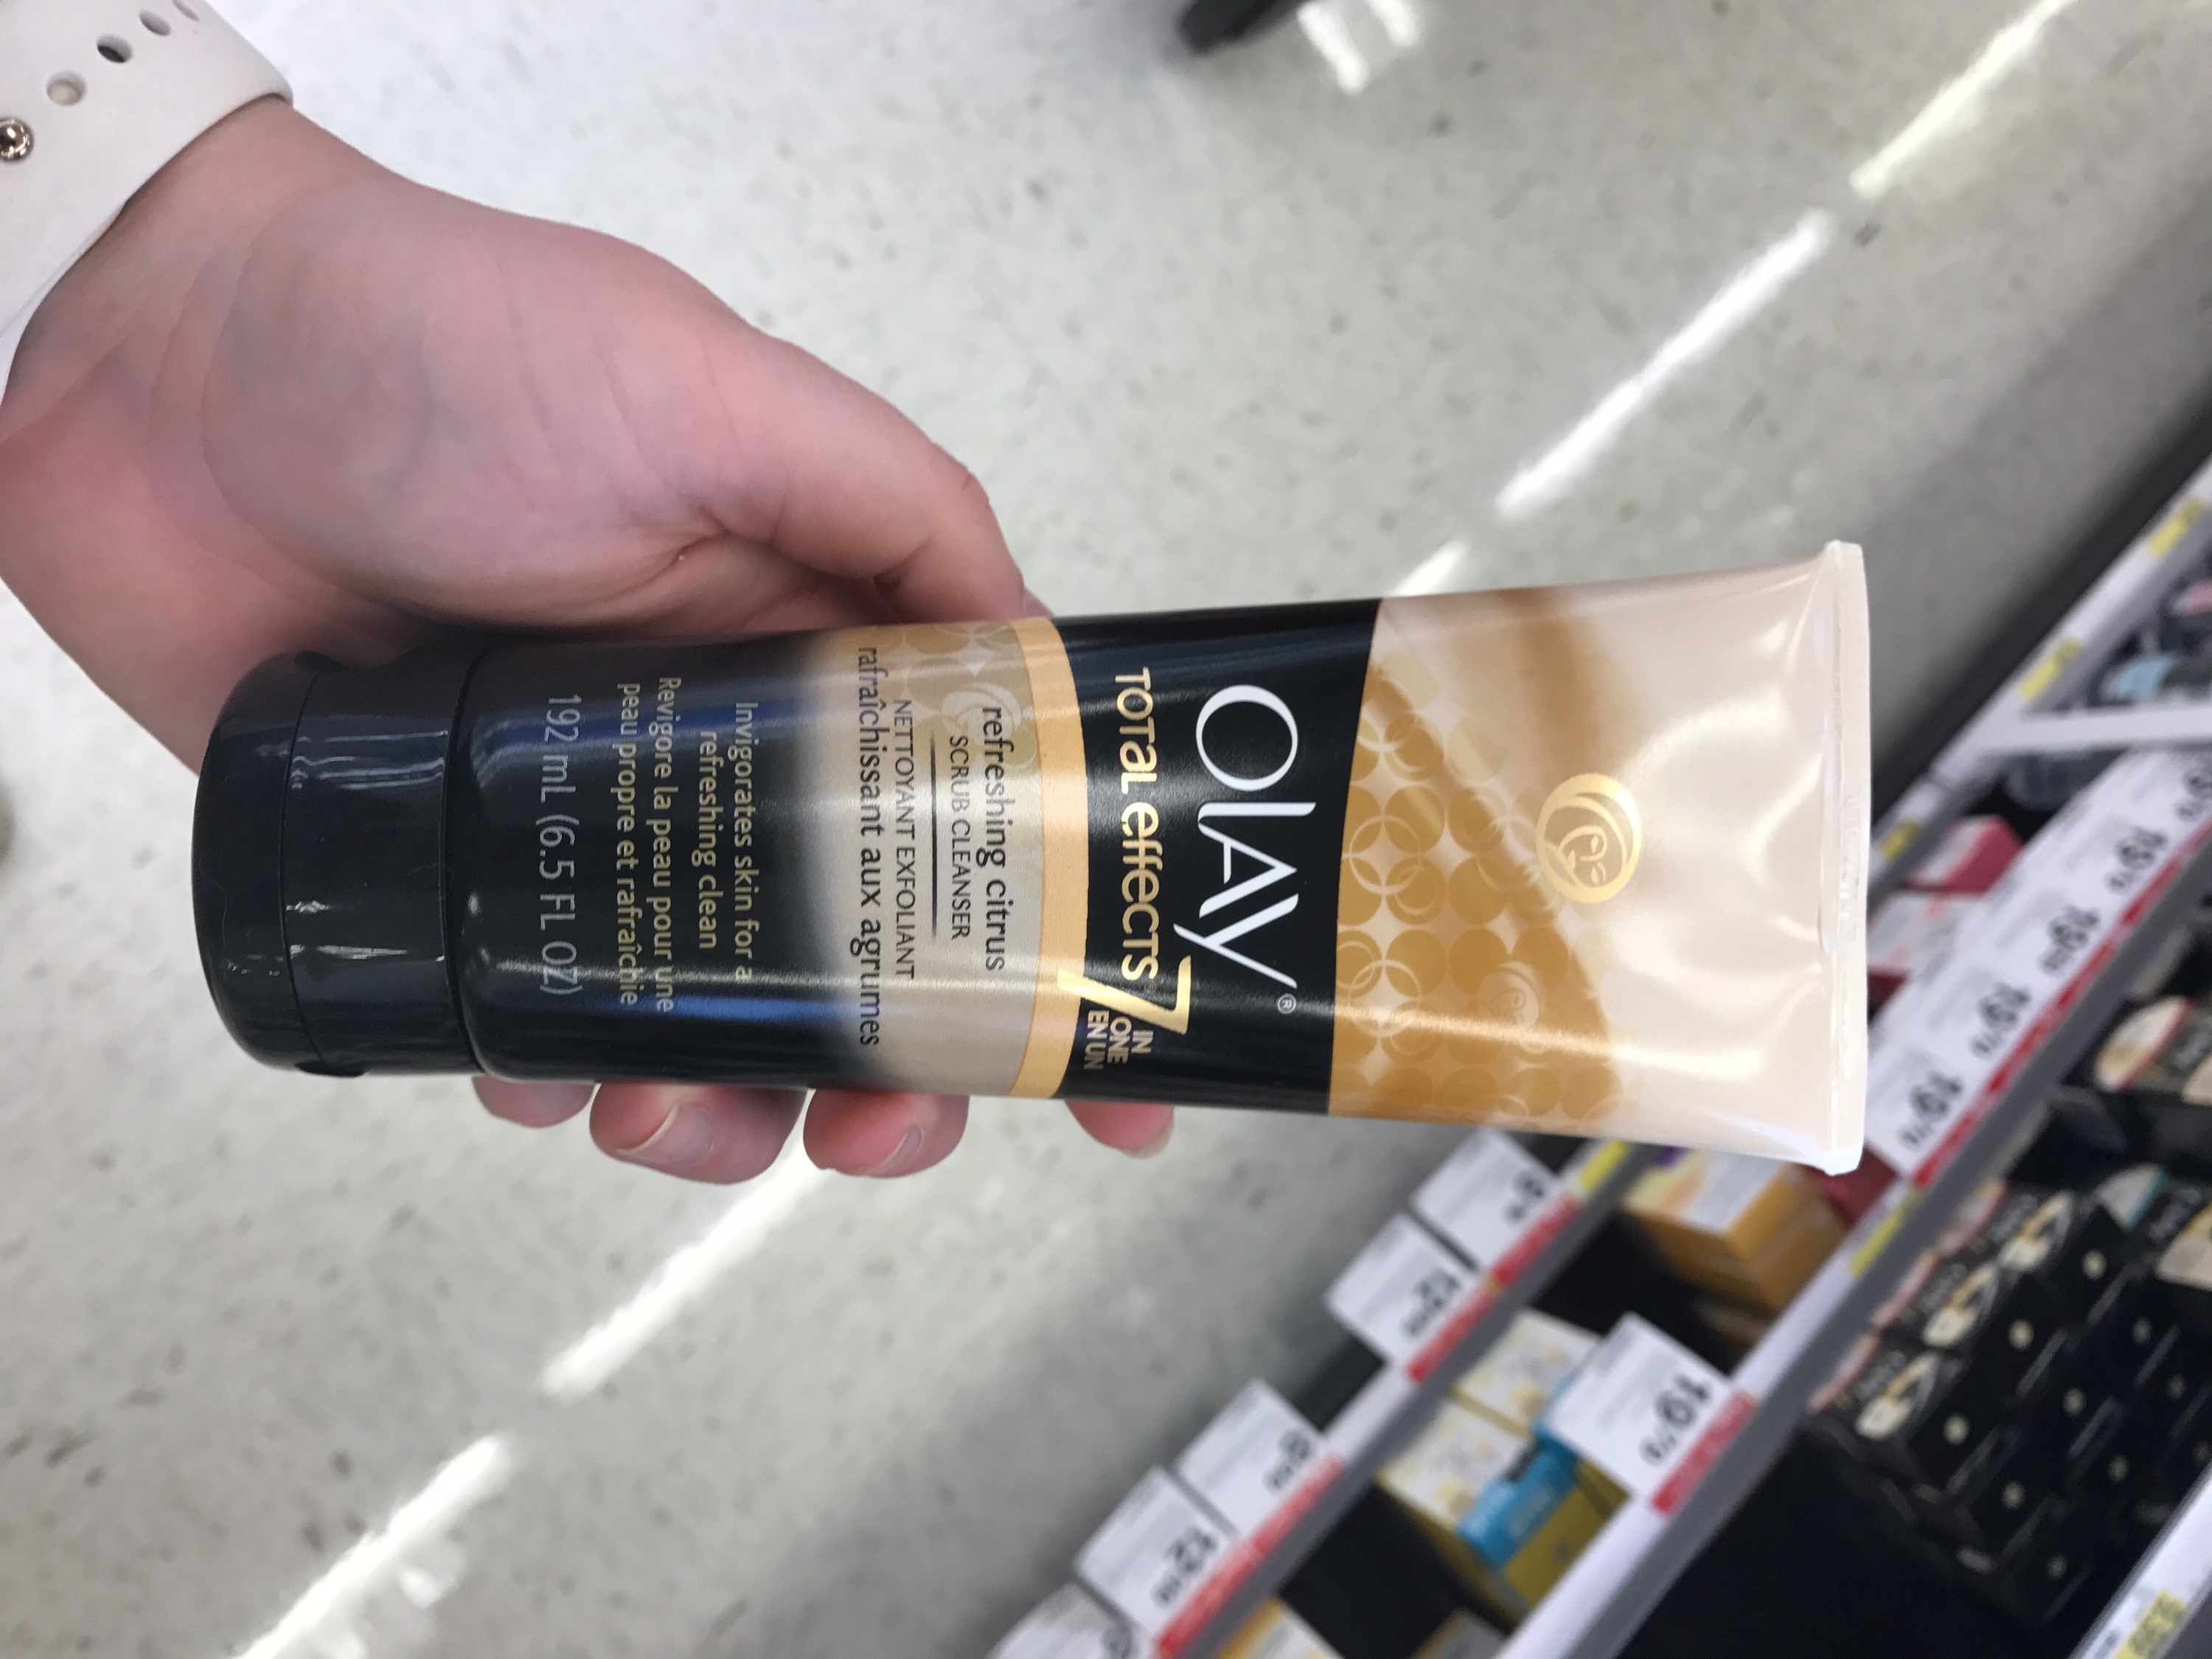 OLAY®
TOTAL EFFECTS 7 IN ONE EN UN
refreshing citrus
SCRUB CLEANSER
NETTOYANT EXFOLIANT
rafraîchissant aux agrumes
Invigorates skin for a
refreshing clean
Revigore la peau pour une
peau propre et rafraîchie
192 mL (6.5 FL OZ)